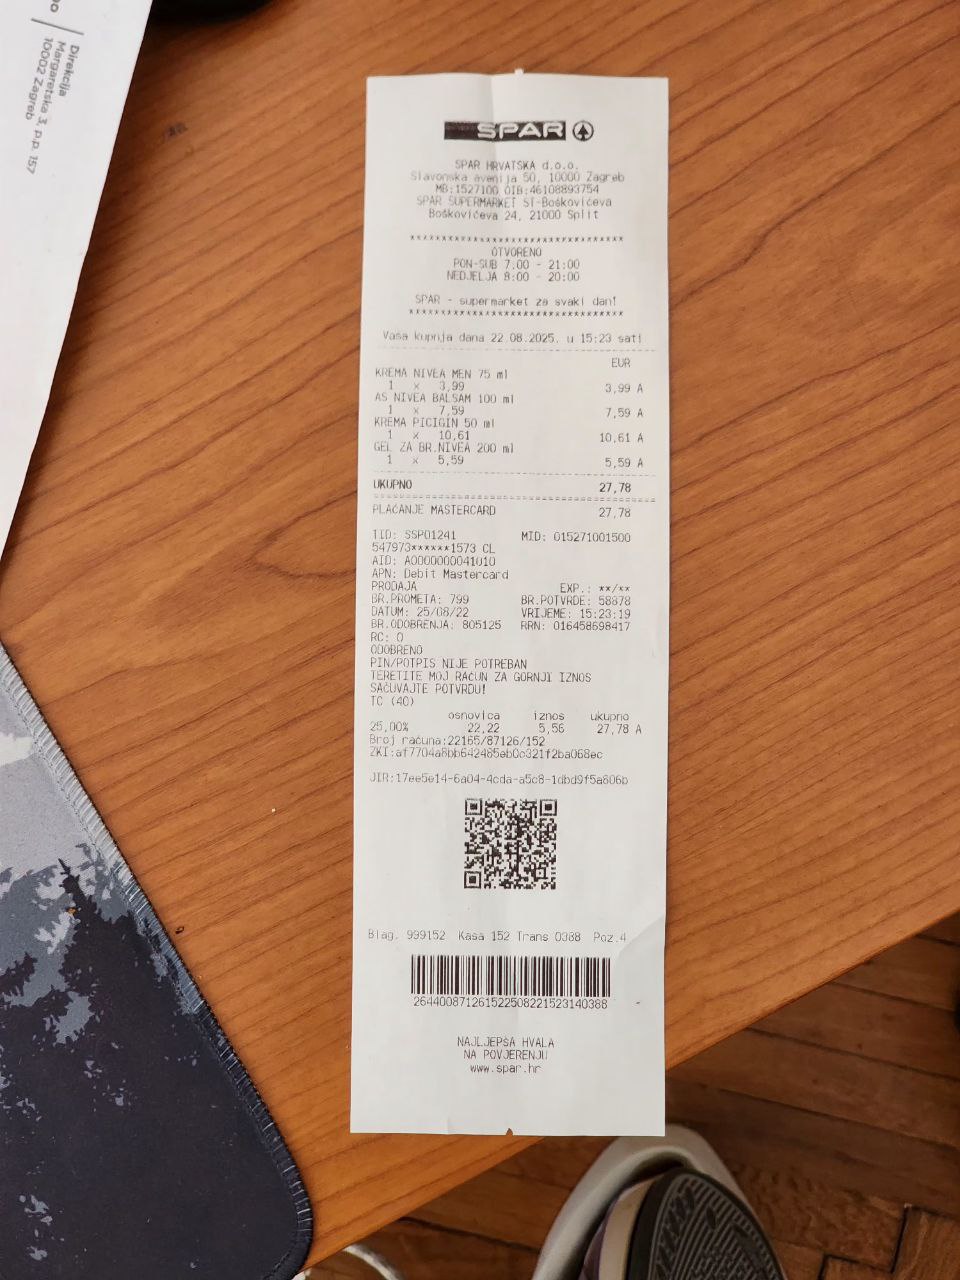 Direkcija
Margaretska 3, p.p. 157
10002 Zagreb
SPAR
SPAR HRVATSKA d.o.o.
Slavonska avenija 50, 10000 Zagreb
MB:1527100 OIB:46108893754
SPAR SUPERMARKET St-Boškovićeva
Boškovićeva 24, 21000 Split
**********************************
OTVORENO
PON-SUB 7.00 - 21:00
NEDJELJA 8:00 - 20:00
SPAR - supermarket za svaki dan!
**********************************
Vasa kupnja dana 22.08.2025. u 15:23 sati
EUR
KREMA NIVEA MEN 75 ml
1 x 3,99 3,99 A
AS NIVEA BALSAM 100 ml
1 x 7,59 7,59 A
KREMA PICIGIN 50 ml
1 x 10,61 10,61 A
GEL ZA BR.NIVEA 200 ml
1 x 5,59 5,59 A
UKUPNO 27,78
PLAĆANJE MASTERCARD 27,78
TID: SSP01241 MID: 015271001500
547973******1573 CL
AID: A0000000041010
APN: Debit Mastercard
PRODAJA EXP.: **/**
BR.PROMETA: 799 BR.POTVRDE: 58878
DATUM: 25/08/22 VRIJEME: 15:23:19
BR.ODOBRENJA: 805125 RRN: 016458698417
RC: 0
ODOBRENO
PIN/POTPIS NIJE POTREBAN
TERETITE MOJ RAČUN ZA GORNJI IZNOS
SAČUVAJTE POTVRDU!
TC (40)
osnovica iznos ukupno
25,00% 22,22 5,56 27,78 A
Broj računa:22165/87126/152
ZKI:af7704a8bb642485eb0c321f2ba068ec
JIR:17ee5e14-6a04-4cda-a5c8-1dbd9f5a806b
Blag. 999152 Kasa 152 Trans 0388 Poz.4
2644008712615225082215231403​88
NAJLJEPŠA HVALA
NA POVJERENJU
www.spar.hr